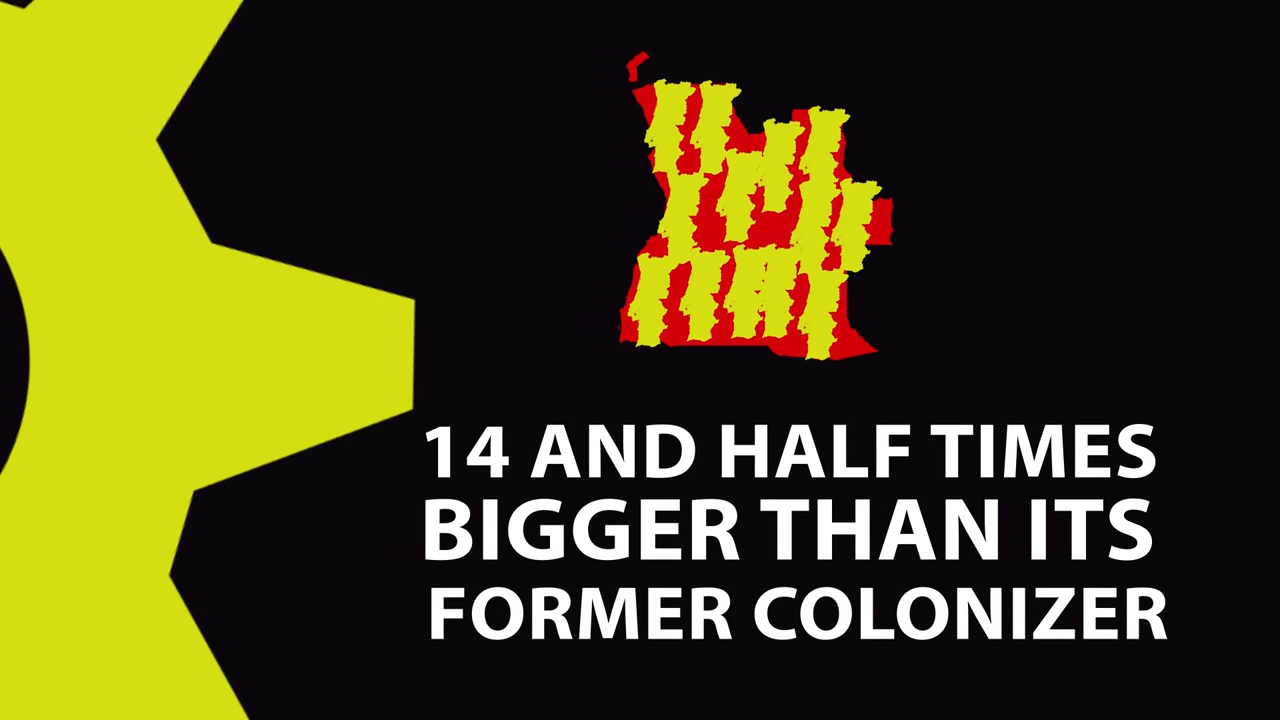 14 AND HALF TIMES
BIGGER THAN ITS
FORMER COLONIZER